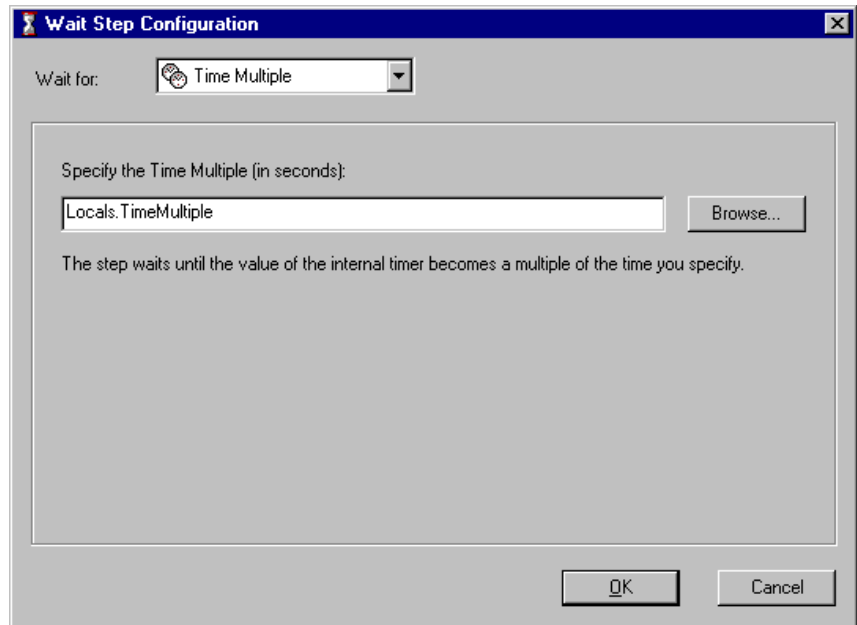 Wait Step Configuration
Wait for:
Time Multiple
Specify the Time Multiple (in seconds):
Locals.TimeMultiple
Browse...
The step waits until the value of the internal timer becomes a multiple of the time you specify.
OK
Cancel